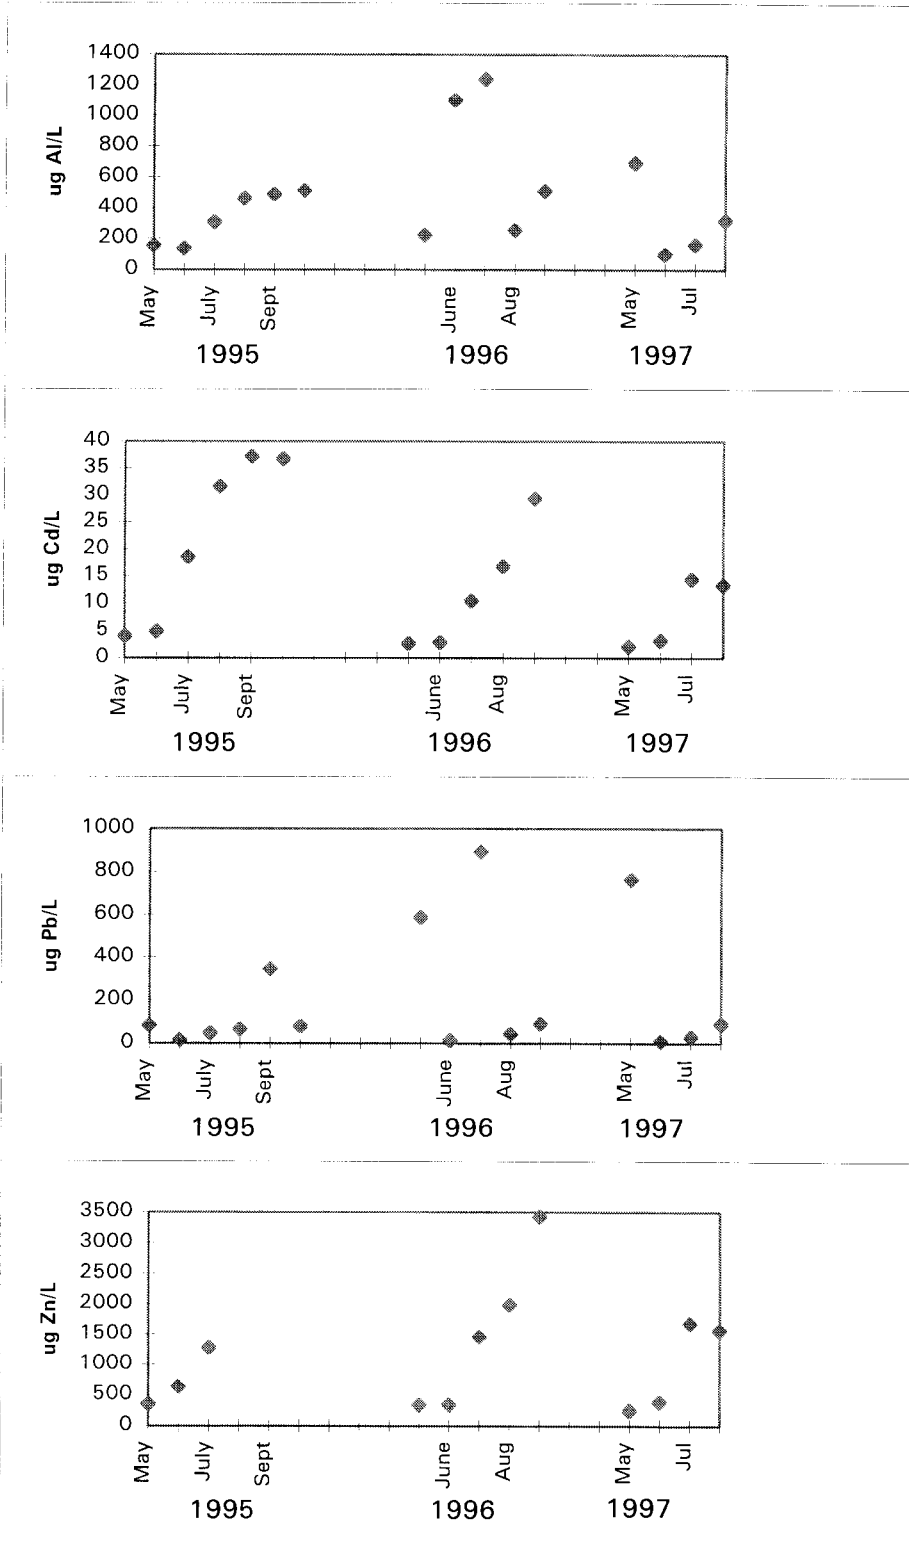 1400
1200
1000
800
600
400
200
0
ug Al/L
May July Sept June Aug May Jul
1995 1996 1997
40
35
30
25
20
15
10
5
0
ug Cd/L
May July Sept June Aug May Jul
1995 1996 1997
1000
800
600
400
200
0
ug Pb/L
May July Sept June Aug May Jul
1995 1996 1997
3500
3000
2500
2000
1500
1000
500
0
ug Zn/L
May July Sept June Aug May Jul
1995 1996 1997